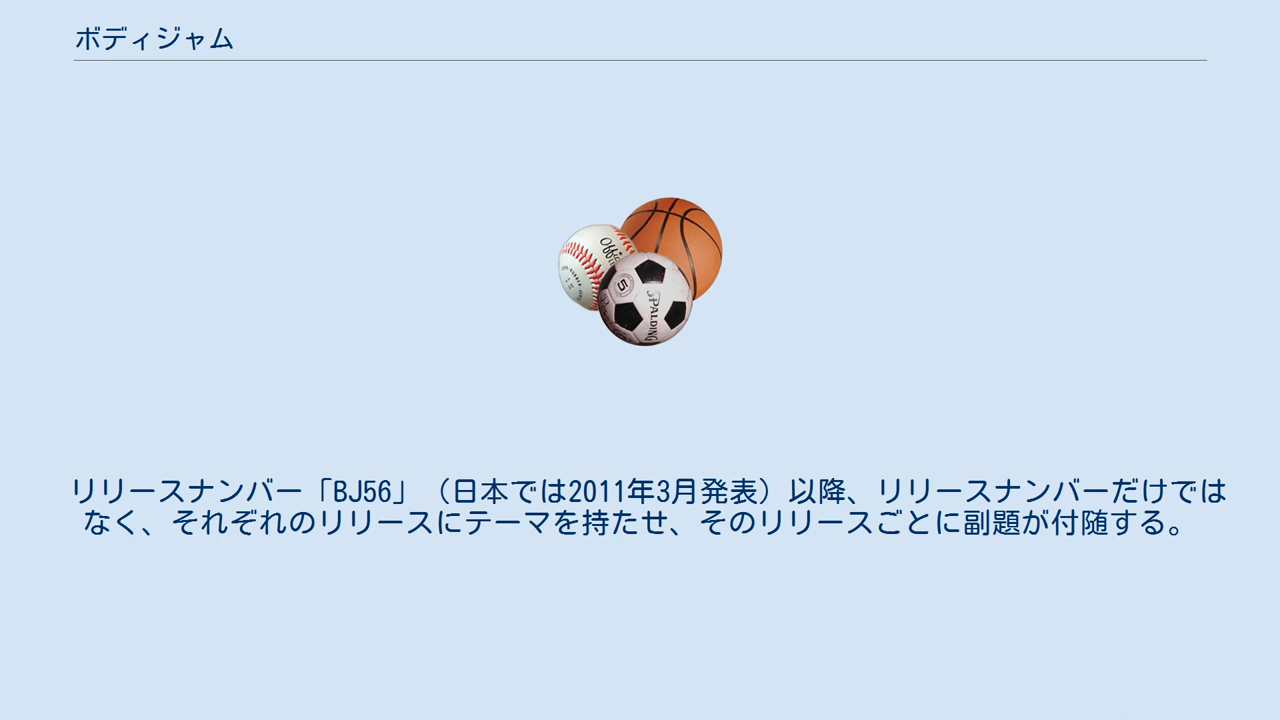 ボディジャム
Offici
5
SPALDING
リリースナンバー「BJ56」（日本では2011年3月発表）以降、リリースナンバーだけでは
なく、それぞれのリリースにテーマを持たせ、そのリリースごとに副題が付随する。